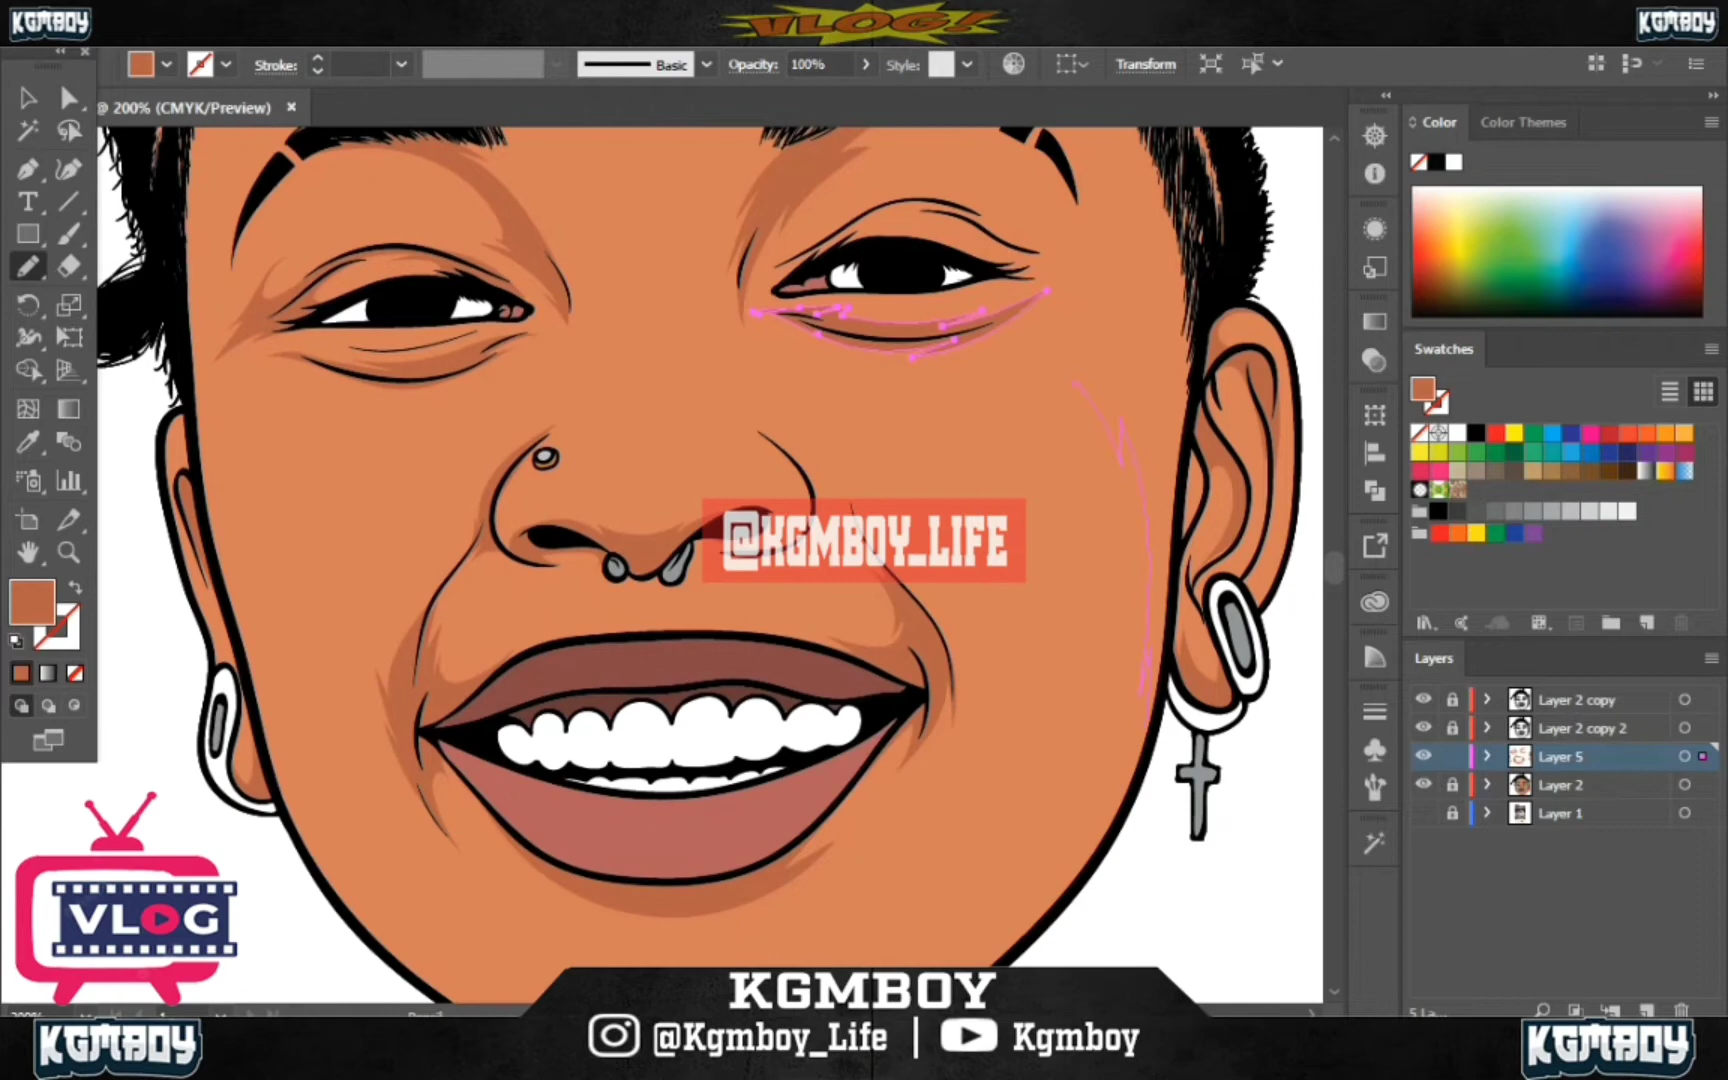 KGMBOY
VLOG!
KGMBOY
Stroke:
Basic
Opacity:
100%
Style:
Transform
@ 200% (CMYK/Preview)
Color
Color Themes
Swatches
@KGMBOY_LIFE
Layers
Layer 2 copy
Layer 2 copy 2
Layer 5
Layer 2
Layer 1
VLOG
KGMBOY
@Kgmboy_Life | Kgmboy
KGMBOY
KGMBOY